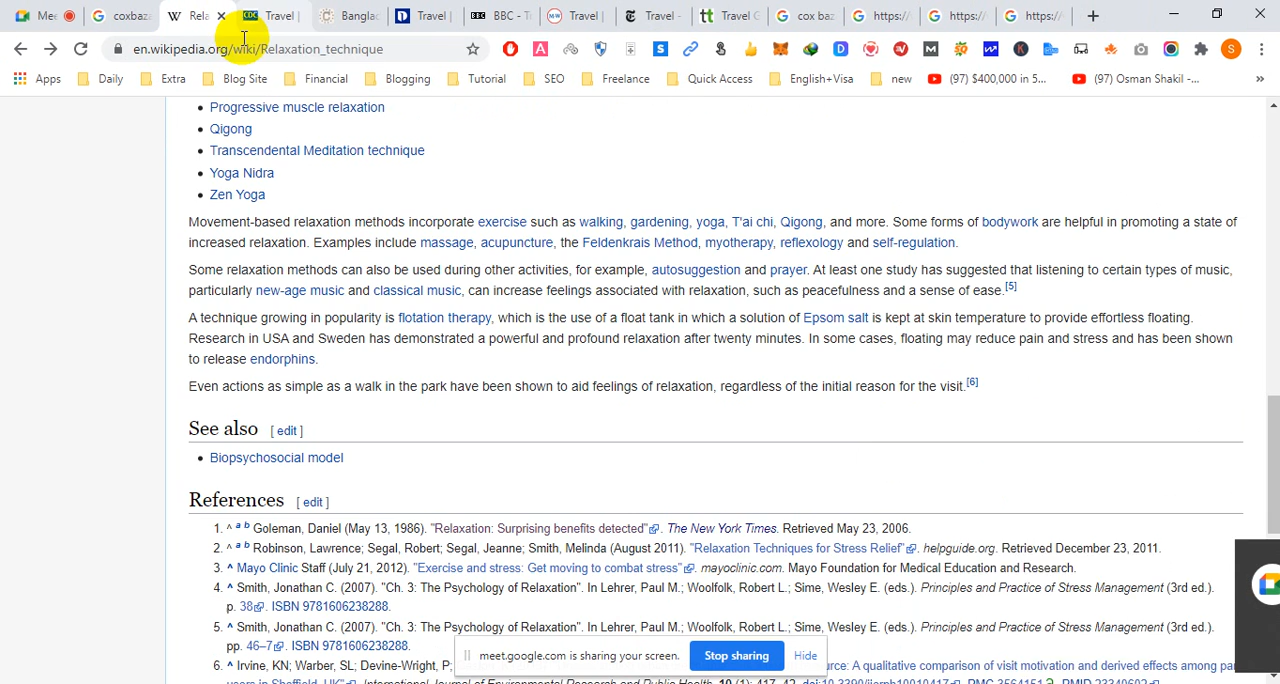 Mee coxbaz Rela Travel | Banglac Travel | BBC - T Travel | Travel - Travel G cox baz https:/ https:/ https:/
en.wikipedia.org/wiki/Relaxation_technique
Apps Daily Extra Blog Site Financial Blogging Tutorial SEO Freelance Quick Access English+Visa new (97) $400,000 in 5... (97) Osman Shakil -... »
• Progressive muscle relaxation
• Qigong
• Transcendental Meditation technique
• Yoga Nidra
• Zen Yoga
Movement-based relaxation methods incorporate exercise such as walking, gardening, yoga, T'ai chi, Qigong, and more. Some forms of bodywork are helpful in promoting a state of
increased relaxation. Examples include massage, acupuncture, the Feldenkrais Method, myotherapy, reflexology and self-regulation.
Some relaxation methods can also be used during other activities, for example, autosuggestion and prayer. At least one study has suggested that listening to certain types of music,
particularly new-age music and classical music, can increase feelings associated with relaxation, such as peacefulness and a sense of ease.[5]
A technique growing in popularity is flotation therapy, which is the use of a float tank in which a solution of Epsom salt is kept at skin temperature to provide effortless floating.
Research in USA and Sweden has demonstrated a powerful and profound relaxation after twenty minutes. In some cases, floating may reduce pain and stress and has been shown
to release endorphins.
Even actions as simple as a walk in the park have been shown to aid feelings of relaxation, regardless of the initial reason for the visit.[6]
See also [ edit ]
• Biopsychosocial model
References [ edit ]
1. ^ a b Goleman, Daniel (May 13, 1986). "Relaxation: Surprising benefits detected". The New York Times. Retrieved May 23, 2006.
2. ^ a b Robinson, Lawrence; Segal, Robert; Segal, Jeanne; Smith, Melinda (August 2011). "Relaxation Techniques for Stress Relief". helpguide.org. Retrieved December 23, 2011.
3. ^ Mayo Clinic Staff (July 21, 2012). "Exercise and stress: Get moving to combat stress". mayoclinic.com. Mayo Foundation for Medical Education and Research.
4. ^ Smith, Jonathan C. (2007). "Ch. 3: The Psychology of Relaxation". In Lehrer, Paul M.; Woolfolk, Robert L.; Sime, Wesley E. (eds.). Principles and Practice of Stress Management (3rd ed.).
p. 38. ISBN 9781606238288.
5. ^ Smith, Jonathan C. (2007). "Ch. 3: The Psychology of Relaxation". In Lehrer, Paul M.; Woolfolk, Robert L.; Sime, Wesley E. (eds.). Principles and Practice of Stress Management (3rd ed.).
pp. 46–7. ISBN 9781606238288.
meet.google.com is sharing your screen. Stop sharing Hide
6. ^ Irvine, KN; Warber, SL; Devine-Wright, P; urce: A qualitative comparison of visit motivation and derived effects among